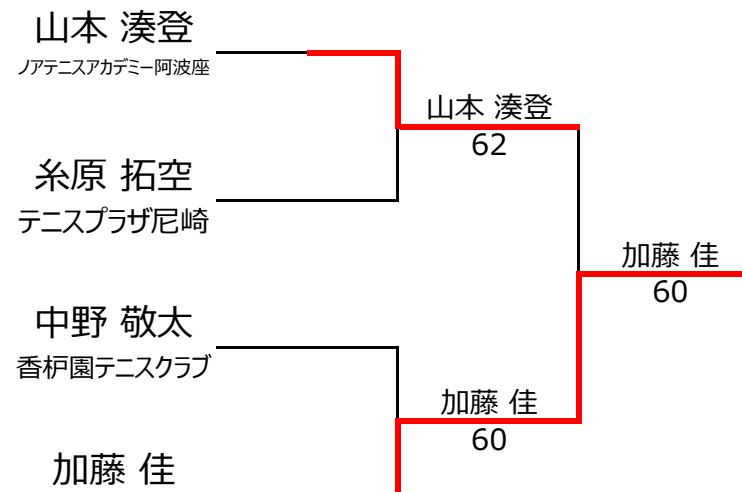 山本 湊登
ノアテニスアカデミー阿波座
山本 湊登
62
糸原 拓空
テニスプラザ尼崎
加藤 佳
60
中野 敬太
香枦園テニスクラブ
加藤 佳
60
加藤 佳